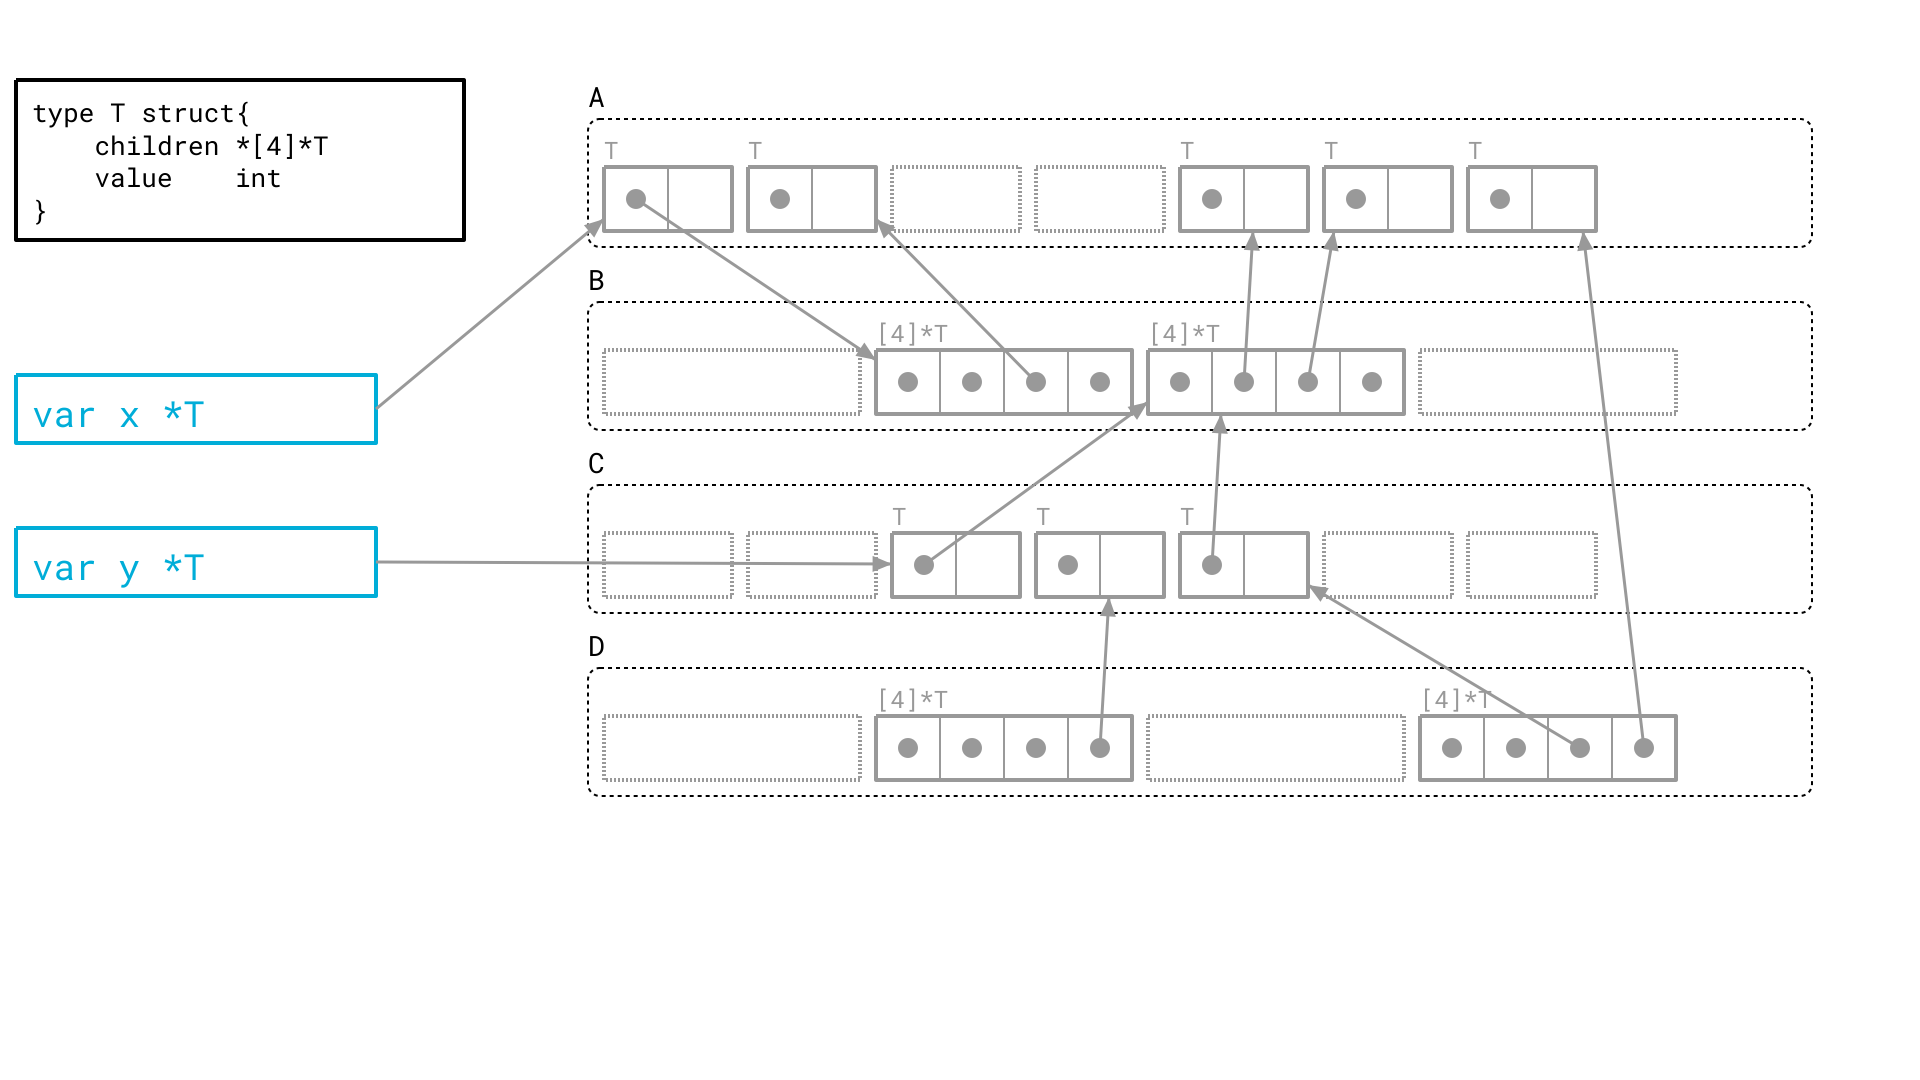 type T struct{
    children *[4]*T
    value    int
}
var x *T
var y *T
A
T T T T T
B
[4]*T [4]*T
C
T T T
D
[4]*T [4]*T